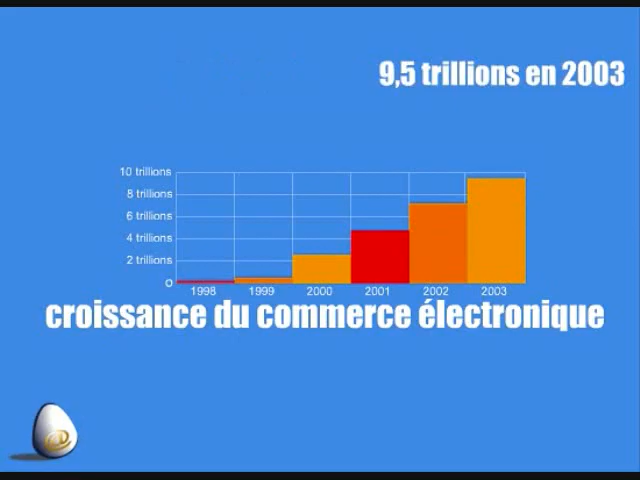 9,5 trillions en 2003
10 trillions
8 trillions
6 trillions
4 trillions
2 trillions
0
1998 1999 2000 2001 2002 2003
croissance du commerce électronique
@